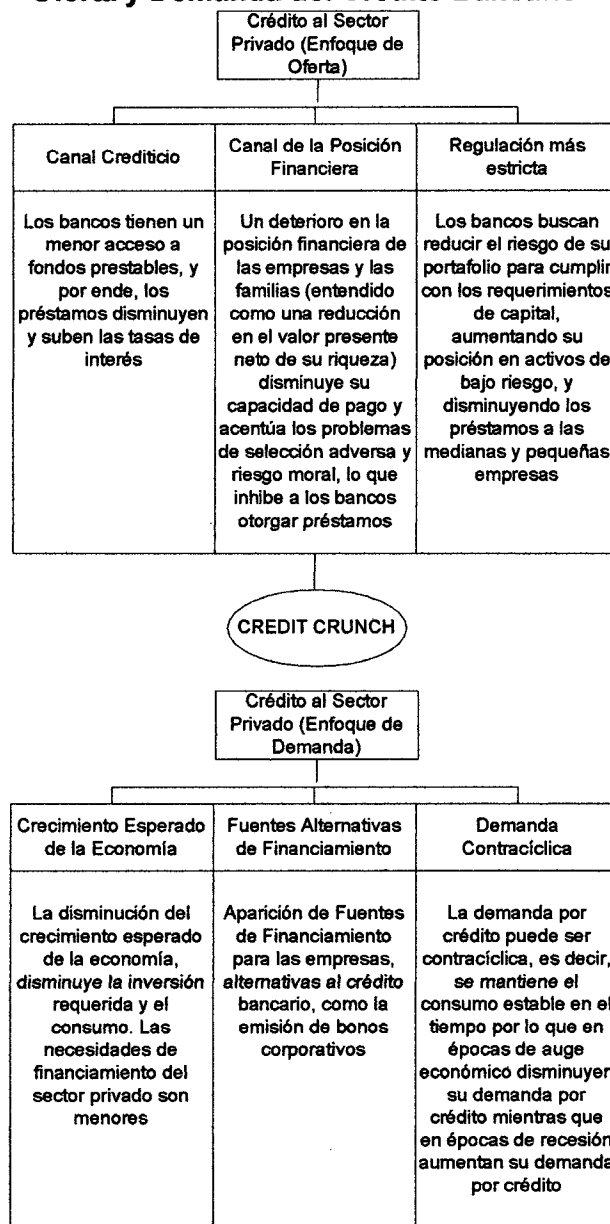 Crédito al Sector
Privado (Enfoque de
Oferta)
Canal Crediticio
Canal de la Posición
Financiera
Regulación más
estricta
Los bancos tienen un
menor acceso a
fondos prestables, y
por ende, los
préstamos disminuyen
y suben las tasas de
interés
Un deterioro en la
posición financiera de
las empresas y las
familias (entendido
como una reducción
en el valor presente
neto de su riqueza)
disminuye su
capacidad de pago y
acentúa los problemas
de selección adversa y
riesgo moral, lo que
inhibe a los bancos
otorgar préstamos
Los bancos buscan
reducir el riesgo de su
portafolio para cumplir
con los requerimientos
de capital,
aumentando su
posición en activos de
bajo riesgo, y
disminuyendo los
préstamos a las
medianas y pequeñas
empresas
CREDIT CRUNCH
Crédito al Sector
Privado (Enfoque de
Demanda)
Crecimiento Esperado
de la Economía
Fuentes Alternativas
de Financiamiento
Demanda
Contracíclica
La disminución del
crecimiento esperado
de la economía,
disminuye la inversión
requerida y el
consumo. Las
necesidades de
financiamiento del
sector privado son
menores
Aparición de Fuentes
de Financiamiento
para las empresas,
alternativas al crédito
bancario, como la
emisión de bonos
corporativos
La demanda por
crédito puede ser
contracíclica, es decir,
se mantiene el
consumo estable en el
tiempo por lo que en
épocas de auge
económico disminuyen
su demanda por
crédito mientras que
en épocas de recesión
aumentan su demanda
por crédito